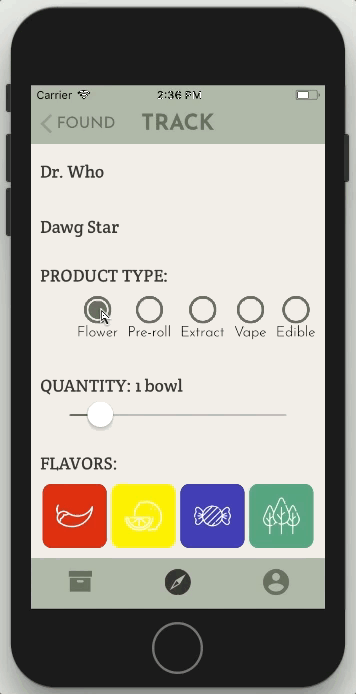 Carrier 2:36 PM
FOUND TRACK
Dr. Who
Dawg Star
PRODUCT TYPE:
Flower Pre-roll Extract Vape Edible
QUANTITY: 1 bowl
FLAVORS: